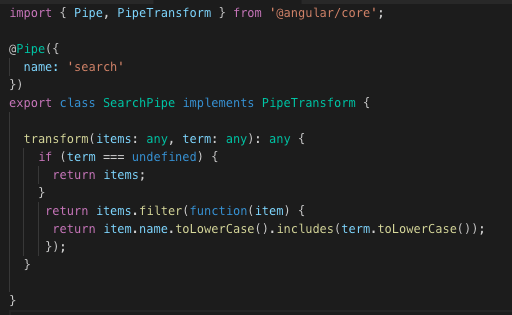 import { Pipe, PipeTransform } from '@angular/core';
@Pipe({
name: 'search'
})
export class SearchPipe implements PipeTransform {
transform(items: any, term: any): any {
if (term === undefined) {
return items;
}
return items.filter(function(item) {
return item.name.toLowerCase().includes(term.toLowerCase());
});
}
}